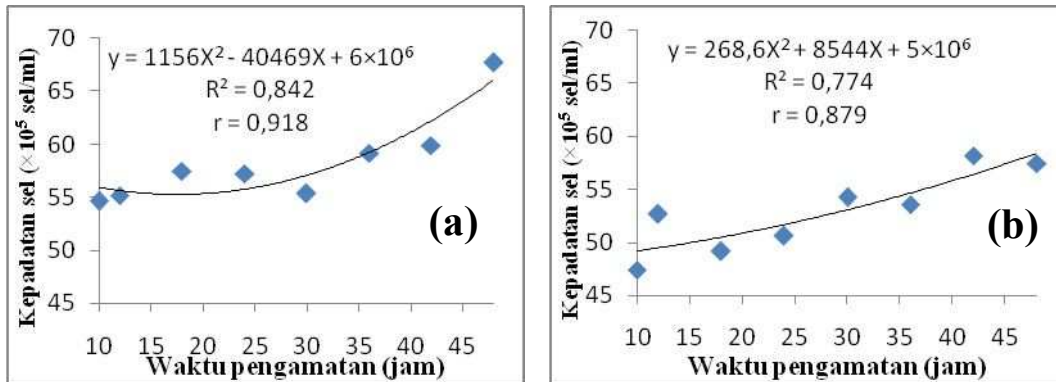 70
65
60
55
50
45
Kepadatan sel (×10⁵ sel/ml)
y = 1156X² - 40469X + 6×10⁶
R² = 0,842
r = 0,918
(a)
10 15 20 25 30 35 40 45
Waktu pengamatan (jam)
70
65
60
55
50
45
Kepadatan sel (×10⁵ sel/ml)
y = 268,6X² + 8544X + 5×10⁶
R² = 0,774
r = 0,879
(b)
10 15 20 25 30 35 40 45
Waktu pengamatan (jam)